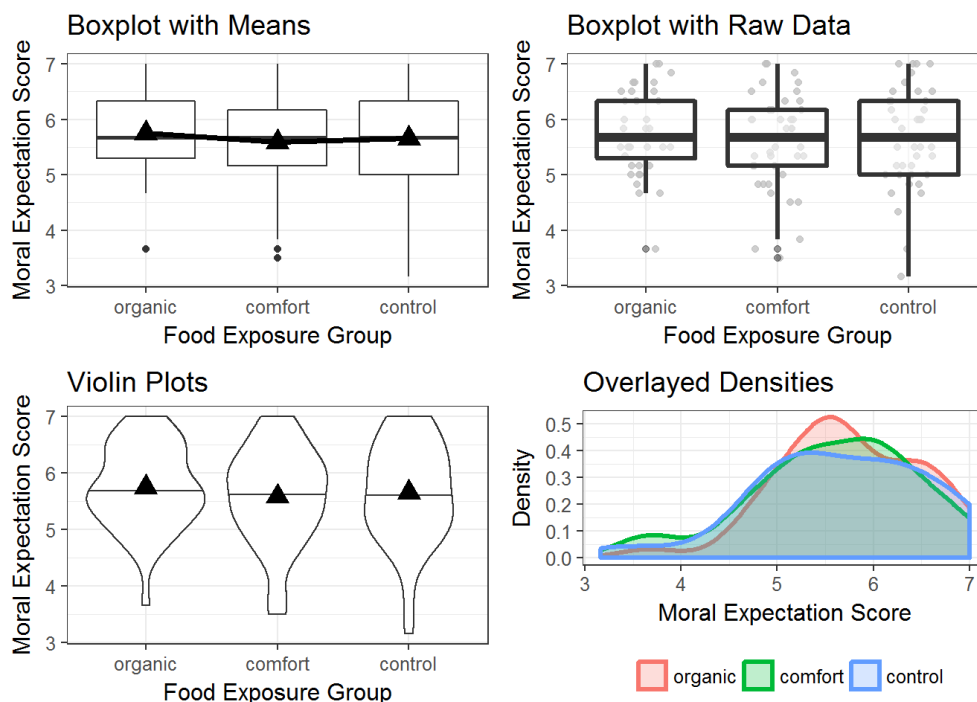 Boxplot with Means
Moral Expectation Score
7
6
5
4
3
organic comfort control
Food Exposure Group
Boxplot with Raw Data
Moral Expectation Score
7
6
5
4
3
organic comfort control
Food Exposure Group
Violin Plots
Moral Expectation Score
7
6
5
4
3
organic comfort control
Food Exposure Group
Overlayed Densities
Density
0.5
0.4
0.3
0.2
0.1
0.0
3 4 5 6 7
Moral Expectation Score
organic comfort control